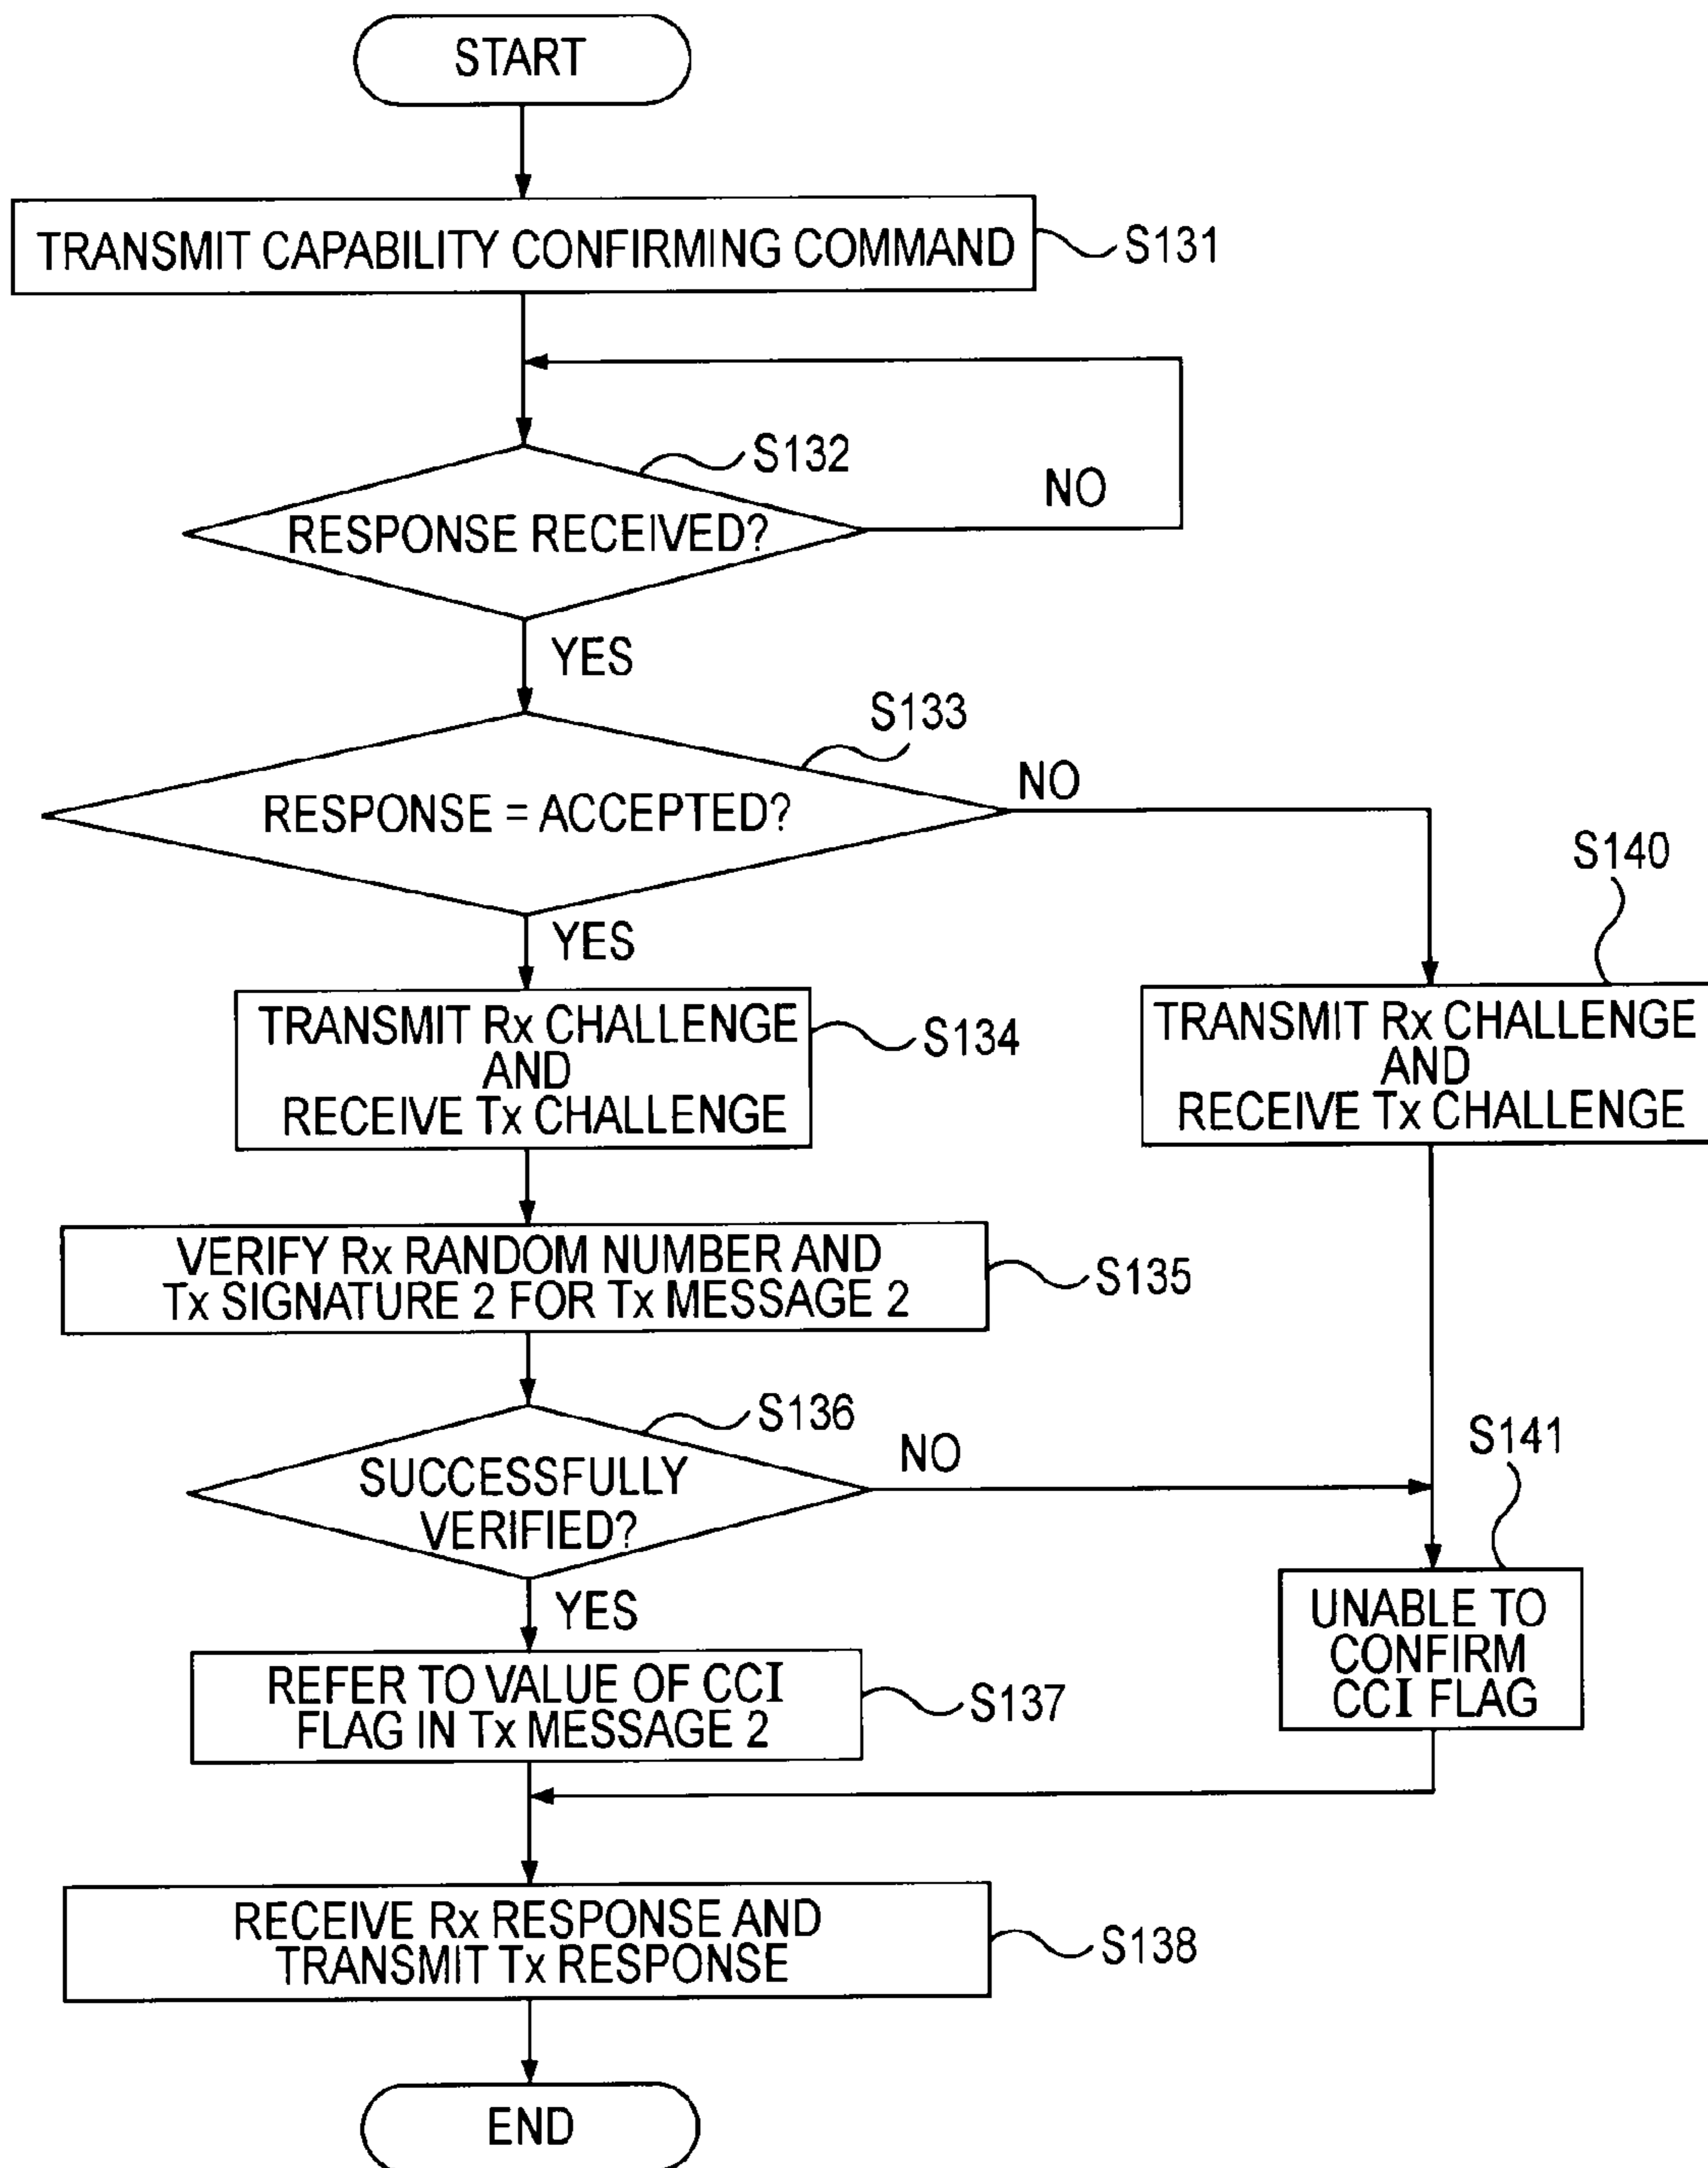 START
TRANSMIT CAPABILITY CONFIRMING COMMAND
S131
S132
NO
RESPONSE RECEIVED?
YES
S133
NO
RESPONSE = ACCEPTED?
S140
YES
TRANSMIT Rx CHALLENGE
AND
RECEIVE Tx CHALLENGE
S134
TRANSMIT Rx CHALLENGE
AND
RECEIVE Tx CHALLENGE
VERIFY Rx RANDOM NUMBER AND
Tx SIGNATURE 2 FOR Tx MESSAGE 2
S135
S136
NO
SUCCESSFULLY
VERIFIED?
S141
YES
UNABLE TO
CONFIRM
CCI FLAG
REFER TO VALUE OF CCI
FLAG IN Tx MESSAGE 2
S137
RECEIVE Rx RESPONSE AND
TRANSMIT Tx RESPONSE
S138
END